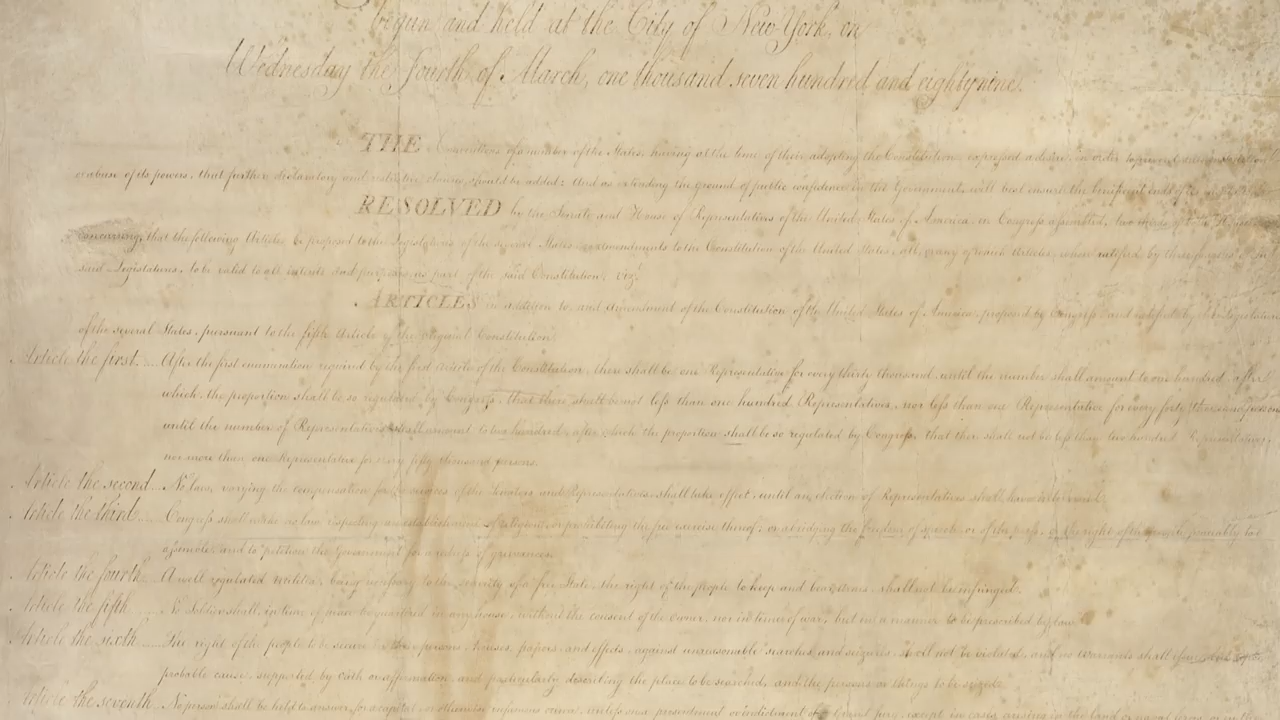 begun and held at the City of New-York, on
Wednesday the fourth of March, one thousand seven hundred and eighty nine.
THE Conventions of a number of the States, having at the time of their adopting the Constitution, expressed a desire, in order to prevent
or abuse of its powers, that further declaratory and restrictive clauses should be added: And as extending the ground of public confidence in the Government, will best ensure the beneficent ends of
RESOLVED by the Senate and House of Representatives of the United States of America, in Congress assembled, two thirds of
concurring, that the following Articles be proposed to the Legislatures of the several States, as amendments to the Constitution of the United States, all, or any of which Articles, when ratified by three fourths of
said Legislatures, to be valid to all intents and purposes, as part of the said Constitution; viz.
ARTICLES in addition to, and Amendment of the Constitution of the United States of America, proposed by Congress, and ratified by the Legislatures
of the several States, pursuant to the fifth Article of the original Constitution.
Article the first.... After the first enumeration required by the first Article of the Constitution, there shall be one Representative for every thirty thousand, until the number shall amount to one hundred, after
which, the proportion shall be so regulated by Congress, that there shall be not less than one hundred Representatives, nor less than one Representative for every forty thousand persons,
until the number of Representatives shall amount to two hundred, after which the proportion shall be so regulated by Congress, that there shall not be less than two hundred Representatives,
nor more than one Representative for every fifty thousand persons.
Article the second... No law, varying the compensation for the services of the Senators and Representatives, shall take effect, until an election of Representatives shall have intervened.
Article the third..... Congress shall make no law respecting an establishment of religion, or prohibiting the free exercise thereof; or abridging the freedom of speech, or of the press; or the right of the people peaceably to
assemble, and to petition the Government for a redress of grievances.
Article the fourth.. A well regulated militia, being necessary to the security of a free State, the right of the people to keep and bear arms, shall not be infringed.
Article the fifth...... No Soldier shall, in time of peace be quartered in any house, without the consent of the owner, nor in time of war, but in a manner to be prescribed by law.
Article the sixth..... The right of the people to be secure in their persons, houses, papers, and effects, against unreasonable searches and seizures, shall not be violated, and no warrants shall issue, but upon
probable cause, supported by oath or affirmation, and particularly describing the place to be searched, and the persons or things to be seized.
Article the seventh.. No person shall be held to answer for a capital, or otherwise infamous crime, unless on a presentment or indictment of a Grand Jury, except in cases arising in the land or naval